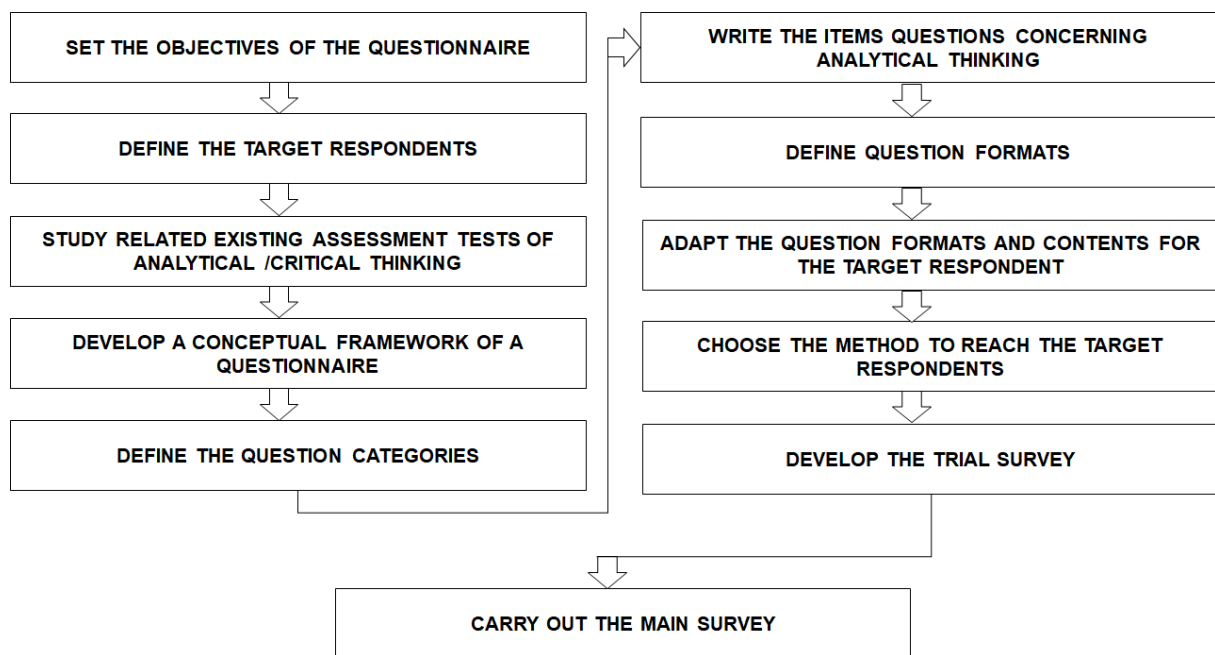 SET THE OBJECTIVES OF THE QUESTIONNAIRE
DEFINE THE TARGET RESPONDENTS
STUDY RELATED EXISTING ASSESSMENT TESTS OF
ANALYTICAL /CRITICAL THINKING
DEVELOP A CONCEPTUAL FRAMEWORK OF A
QUESTIONNAIRE
DEFINE THE QUESTION CATEGORIES
WRITE THE ITEMS QUESTIONS CONCERNING
ANALYTICAL THINKING
DEFINE QUESTION FORMATS
ADAPT THE QUESTION FORMATS AND CONTENTS FOR
THE TARGET RESPONDENT
CHOOSE THE METHOD TO REACH THE TARGET
RESPONDENTS
DEVELOP THE TRIAL SURVEY
CARRY OUT THE MAIN SURVEY